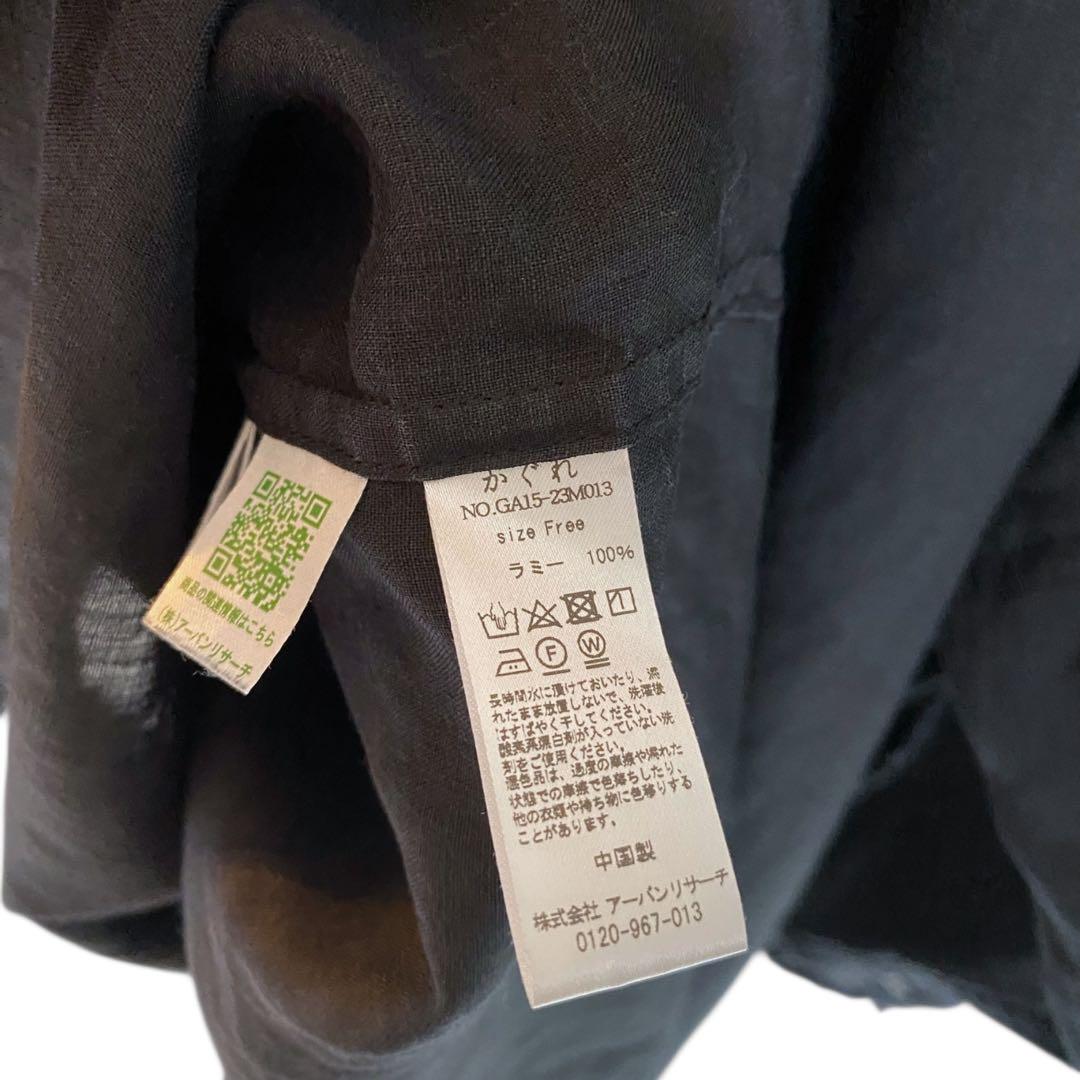 商品の関連情報はこちら
(株)アーバンリサーチ
かぐれ
NO.GA15-23M013
size Free
ラミー 100%
F
W
長時間水に漬けておいたり、濡
れたまま放置しないで、洗濯後
はすばやく干してください。
酸素系漂白剤が入っていない洗
剤をご使用ください。
濃色品は、過度の摩擦や濡れた
状態での摩擦で色落ちしたり、
他の衣類や持ち物に色移りする
ことがあります。
中国製
株式会社 アーバンリサーチ
0120-967-013